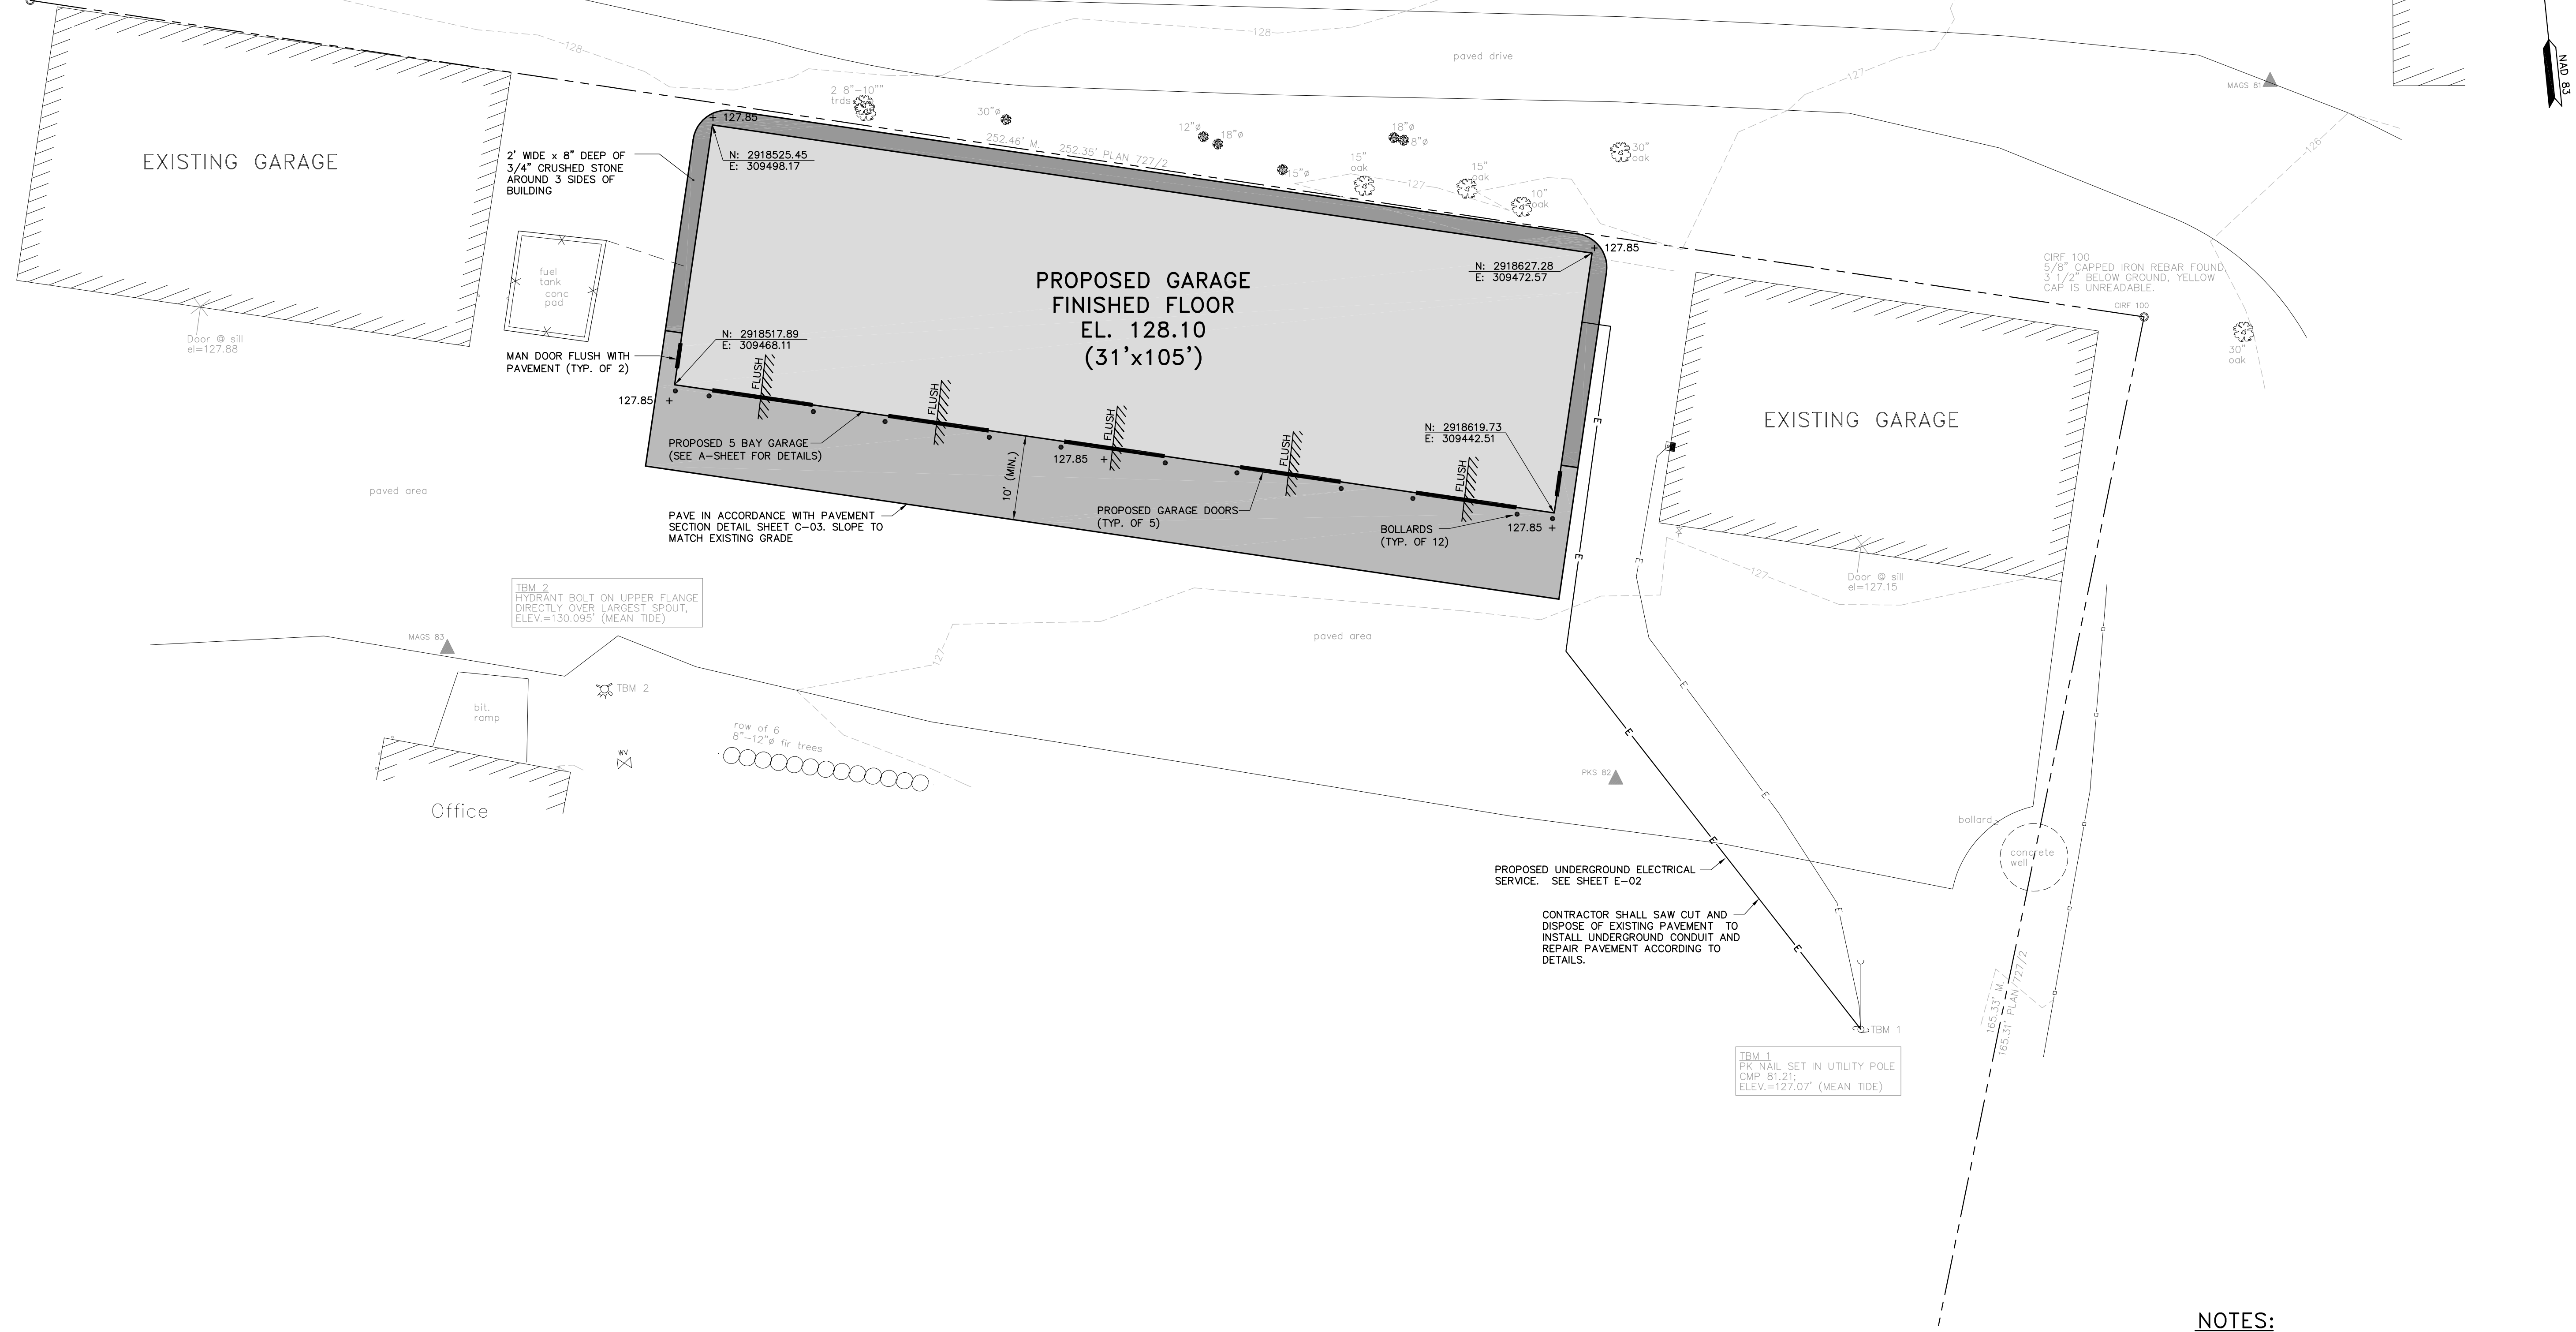 128
128
paved drive
127
MAGS 81
NAD 83
126
EXISTING GARAGE
2 8"-10""
trds
30"ø
12"ø
18"ø
18"ø
8"ø
15"ø
15"
oak
15"
oak
10"
oak
30"
oak
127
252.46' M.   252.35' PLAN 727/2
127.85
N: 2918525.45
E: 309498.17
2' WIDE x 8" DEEP OF
3/4" CRUSHED STONE
AROUND 3 SIDES OF
BUILDING
127.85
N: 2918627.28
E: 309472.57
CIRF 100
5/8" CAPPED IRON REBAR FOUND,
3 1/2" BELOW GROUND, YELLOW
CAP IS UNREADABLE.
CIRF 100
30"
oak
fuel
tank
conc
pad
PROPOSED GARAGE
FINISHED FLOOR
EL. 128.10
(31'x105')
Door @ sill
el=127.88
MAN DOOR FLUSH WITH
PAVEMENT (TYP. OF 2)
N: 2918517.89
E: 309468.11
127.85
FLUSH
FLUSH
FLUSH
FLUSH
FLUSH
EXISTING GARAGE
N: 2918619.73
E: 309442.51
PROPOSED 5 BAY GARAGE
(SEE A-SHEET FOR DETAILS)
127.85
10' (MIN.)
PROPOSED GARAGE DOORS
(TYP. OF 5)
BOLLARDS
(TYP. OF 12)
127.85
paved area
PAVE IN ACCORDANCE WITH PAVEMENT
SECTION DETAIL SHEET C-03. SLOPE TO
MATCH EXISTING GRADE
E
E
E
127
Door @ sill
el=127.15
TBM 2
HYDRANT BOLT ON UPPER FLANGE
DIRECTLY OVER LARGEST SPOUT,
ELEV.=130.095' (MEAN TIDE)
MAGS 83
127
paved area
TBM 2
bit.
ramp
WV
row of 6
8"-12"ø fir trees
Office
E
E
PKS 82
E
E
bollard
concrete
well
PROPOSED UNDERGROUND ELECTRICAL
SERVICE.  SEE SHEET E-02
CONTRACTOR SHALL SAW CUT AND
DISPOSE OF EXISTING PAVEMENT  TO
INSTALL UNDERGROUND CONDUIT AND
REPAIR PAVEMENT ACCORDING TO
DETAILS.
E
E
165.33' M. /
165.31' PLAN 727/2
TBM 1
TBM 1
PK NAIL SET IN UTILITY POLE
CMP 81.21;
ELEV.=127.07' (MEAN TIDE)
NOTES: